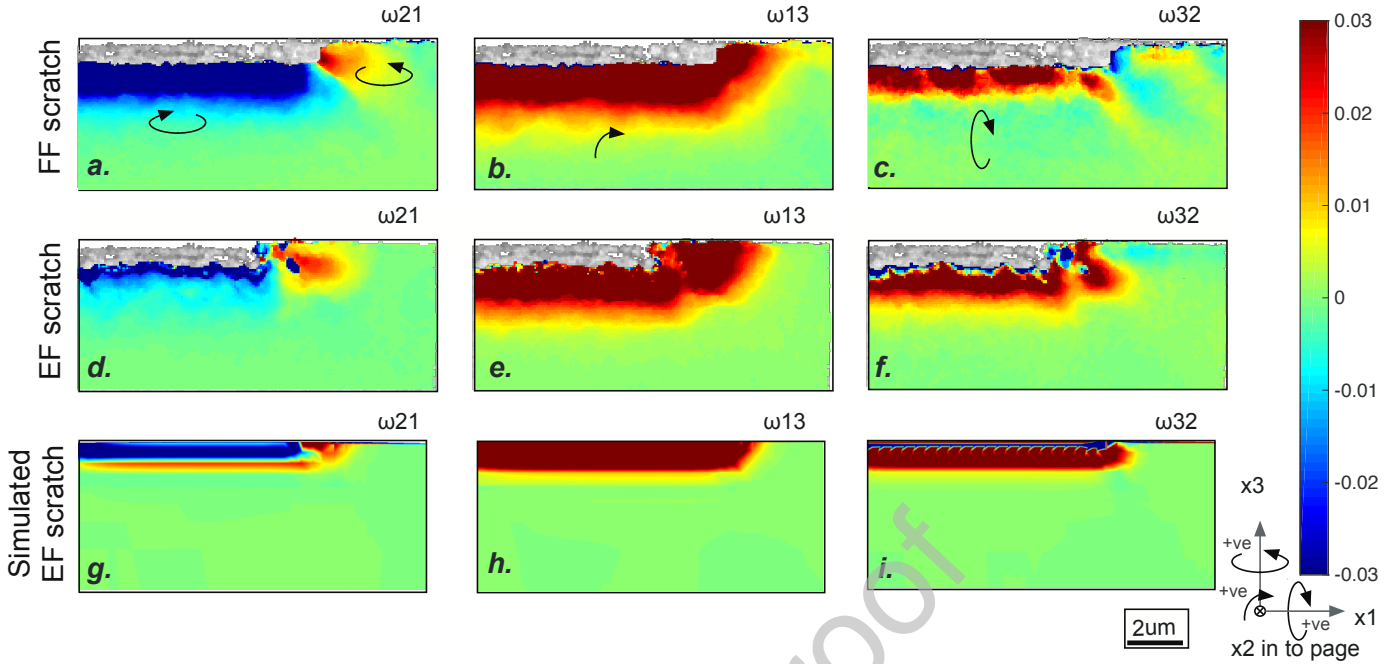 ω21 ω13 ω32
0.03
FF scratch
a. b. c.
0.02
ω21 ω13 ω32
0.01
EF scratch
0
d. e. f.
-0.01
ω21 ω13 ω32
-0.02
Simulated
EF scratch
x3
+ve
g. h. i.
-0.03
+ve
2um
+ve
x1
x2 in to page
roof